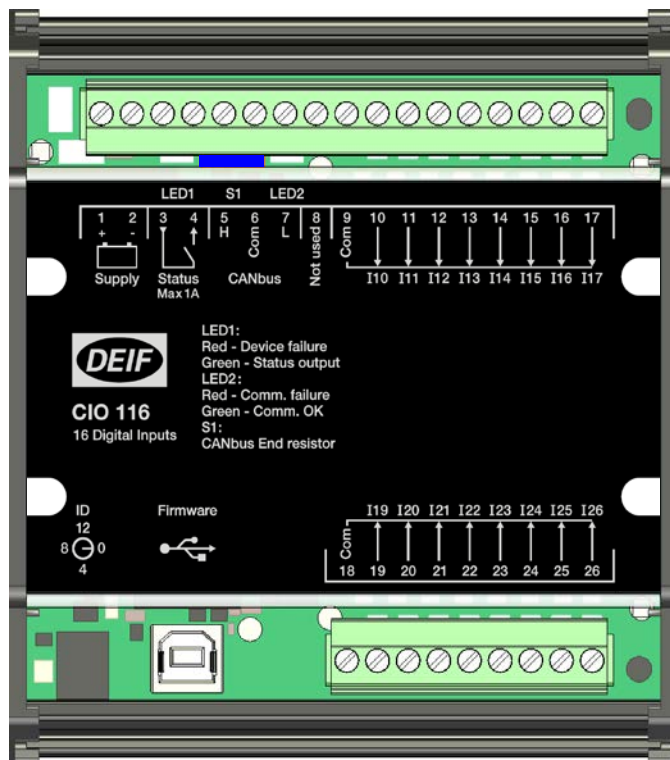 LED1 S1 LED2
1 2 3 4 5 6 7 8 9 10 11 12 13 14 15 16 17
+ - H Com L Not used Com
Supply Status CANbus I10 I11 I12 I13 I14 I15 I16 I17
Max 1A
LED1:
Red - Device failure
Green - Status output
LED2:
Red - Comm. failure
Green - Comm. OK
S1:
CANbus End resistor
DEIF
CIO 116
16 Digital Inputs
ID Firmware I19 I20 I21 I22 I23 I24 I25 I26
12
8 0 Com
4 18 19 20 21 22 23 24 25 26